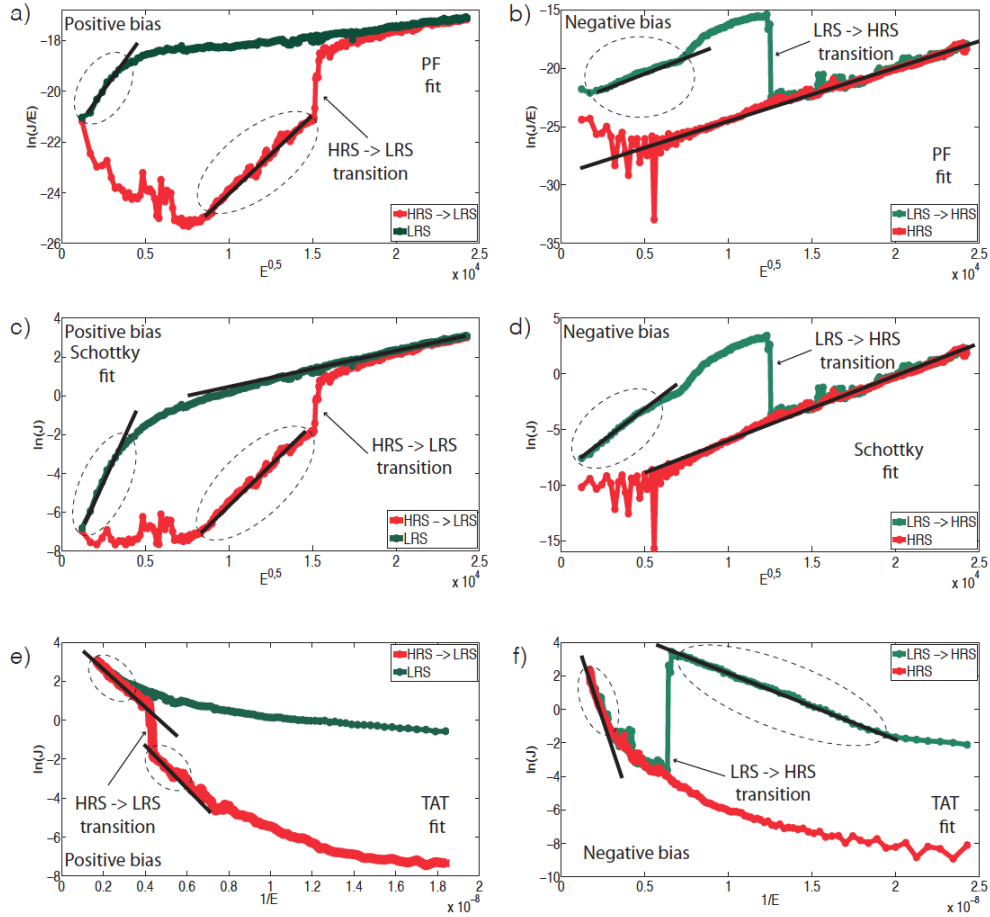 a)
Positive bias
PF
fit
HRS -> LRS
transition
HRS -> LRS
LRS
ln(J/E)
-18
-20
-22
-24
-26
0
0.5
1
1.5
2
2.5
E^0,5
x 10^4
b)
Negative bias
LRS -> HRS
transition
PF
fit
LRS -> HRS
HRS
ln(J/E)
-15
-20
-25
-30
-35
0
0.5
1
1.5
2
2.5
E^0,5
x 10^4
c)
Positive bias
Schottky
fit
HRS -> LRS
transition
HRS -> LRS
LRS
ln(J)
4
2
0
-2
-4
-6
-8
0
0.5
1
1.5
2
2.5
E^0,5
x 10^4
d)
Negative bias
LRS -> HRS
transition
Schottky
fit
LRS -> HRS
HRS
ln(J)
5
0
-5
-10
-15
0
0.5
1
1.5
2
2.5
E^0,5
x 10^4
e)
HRS -> LRS
LRS
HRS -> LRS
transition
TAT
fit
Positive bias
ln(J)
4
2
0
-2
-4
-6
-8
0
0.2
0.4
0.6
0.8
1
1.2
1.4
1.6
1.8
2
1/E
x 10^-8
f)
LRS -> HRS
HRS
LRS -> HRS
transition
TAT
fit
Negative bias
ln(J)
4
2
0
-2
-4
-6
-8
-10
0
0.5
1
1.5
2
2.5
1/E
x 10^-8